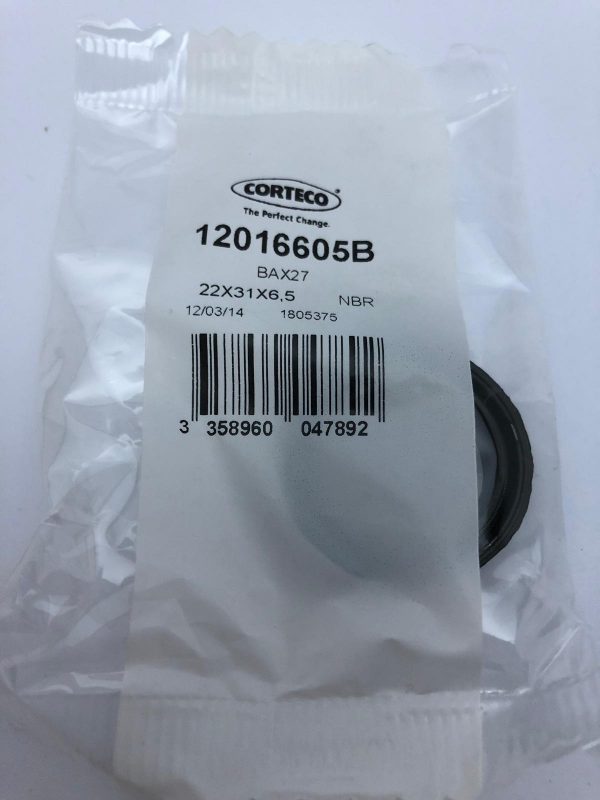 CORTECO®
The Perfect Change.
12016605B
BAX27
22X31X6,5 NBR
12/03/14 1805375
3 358960 047892